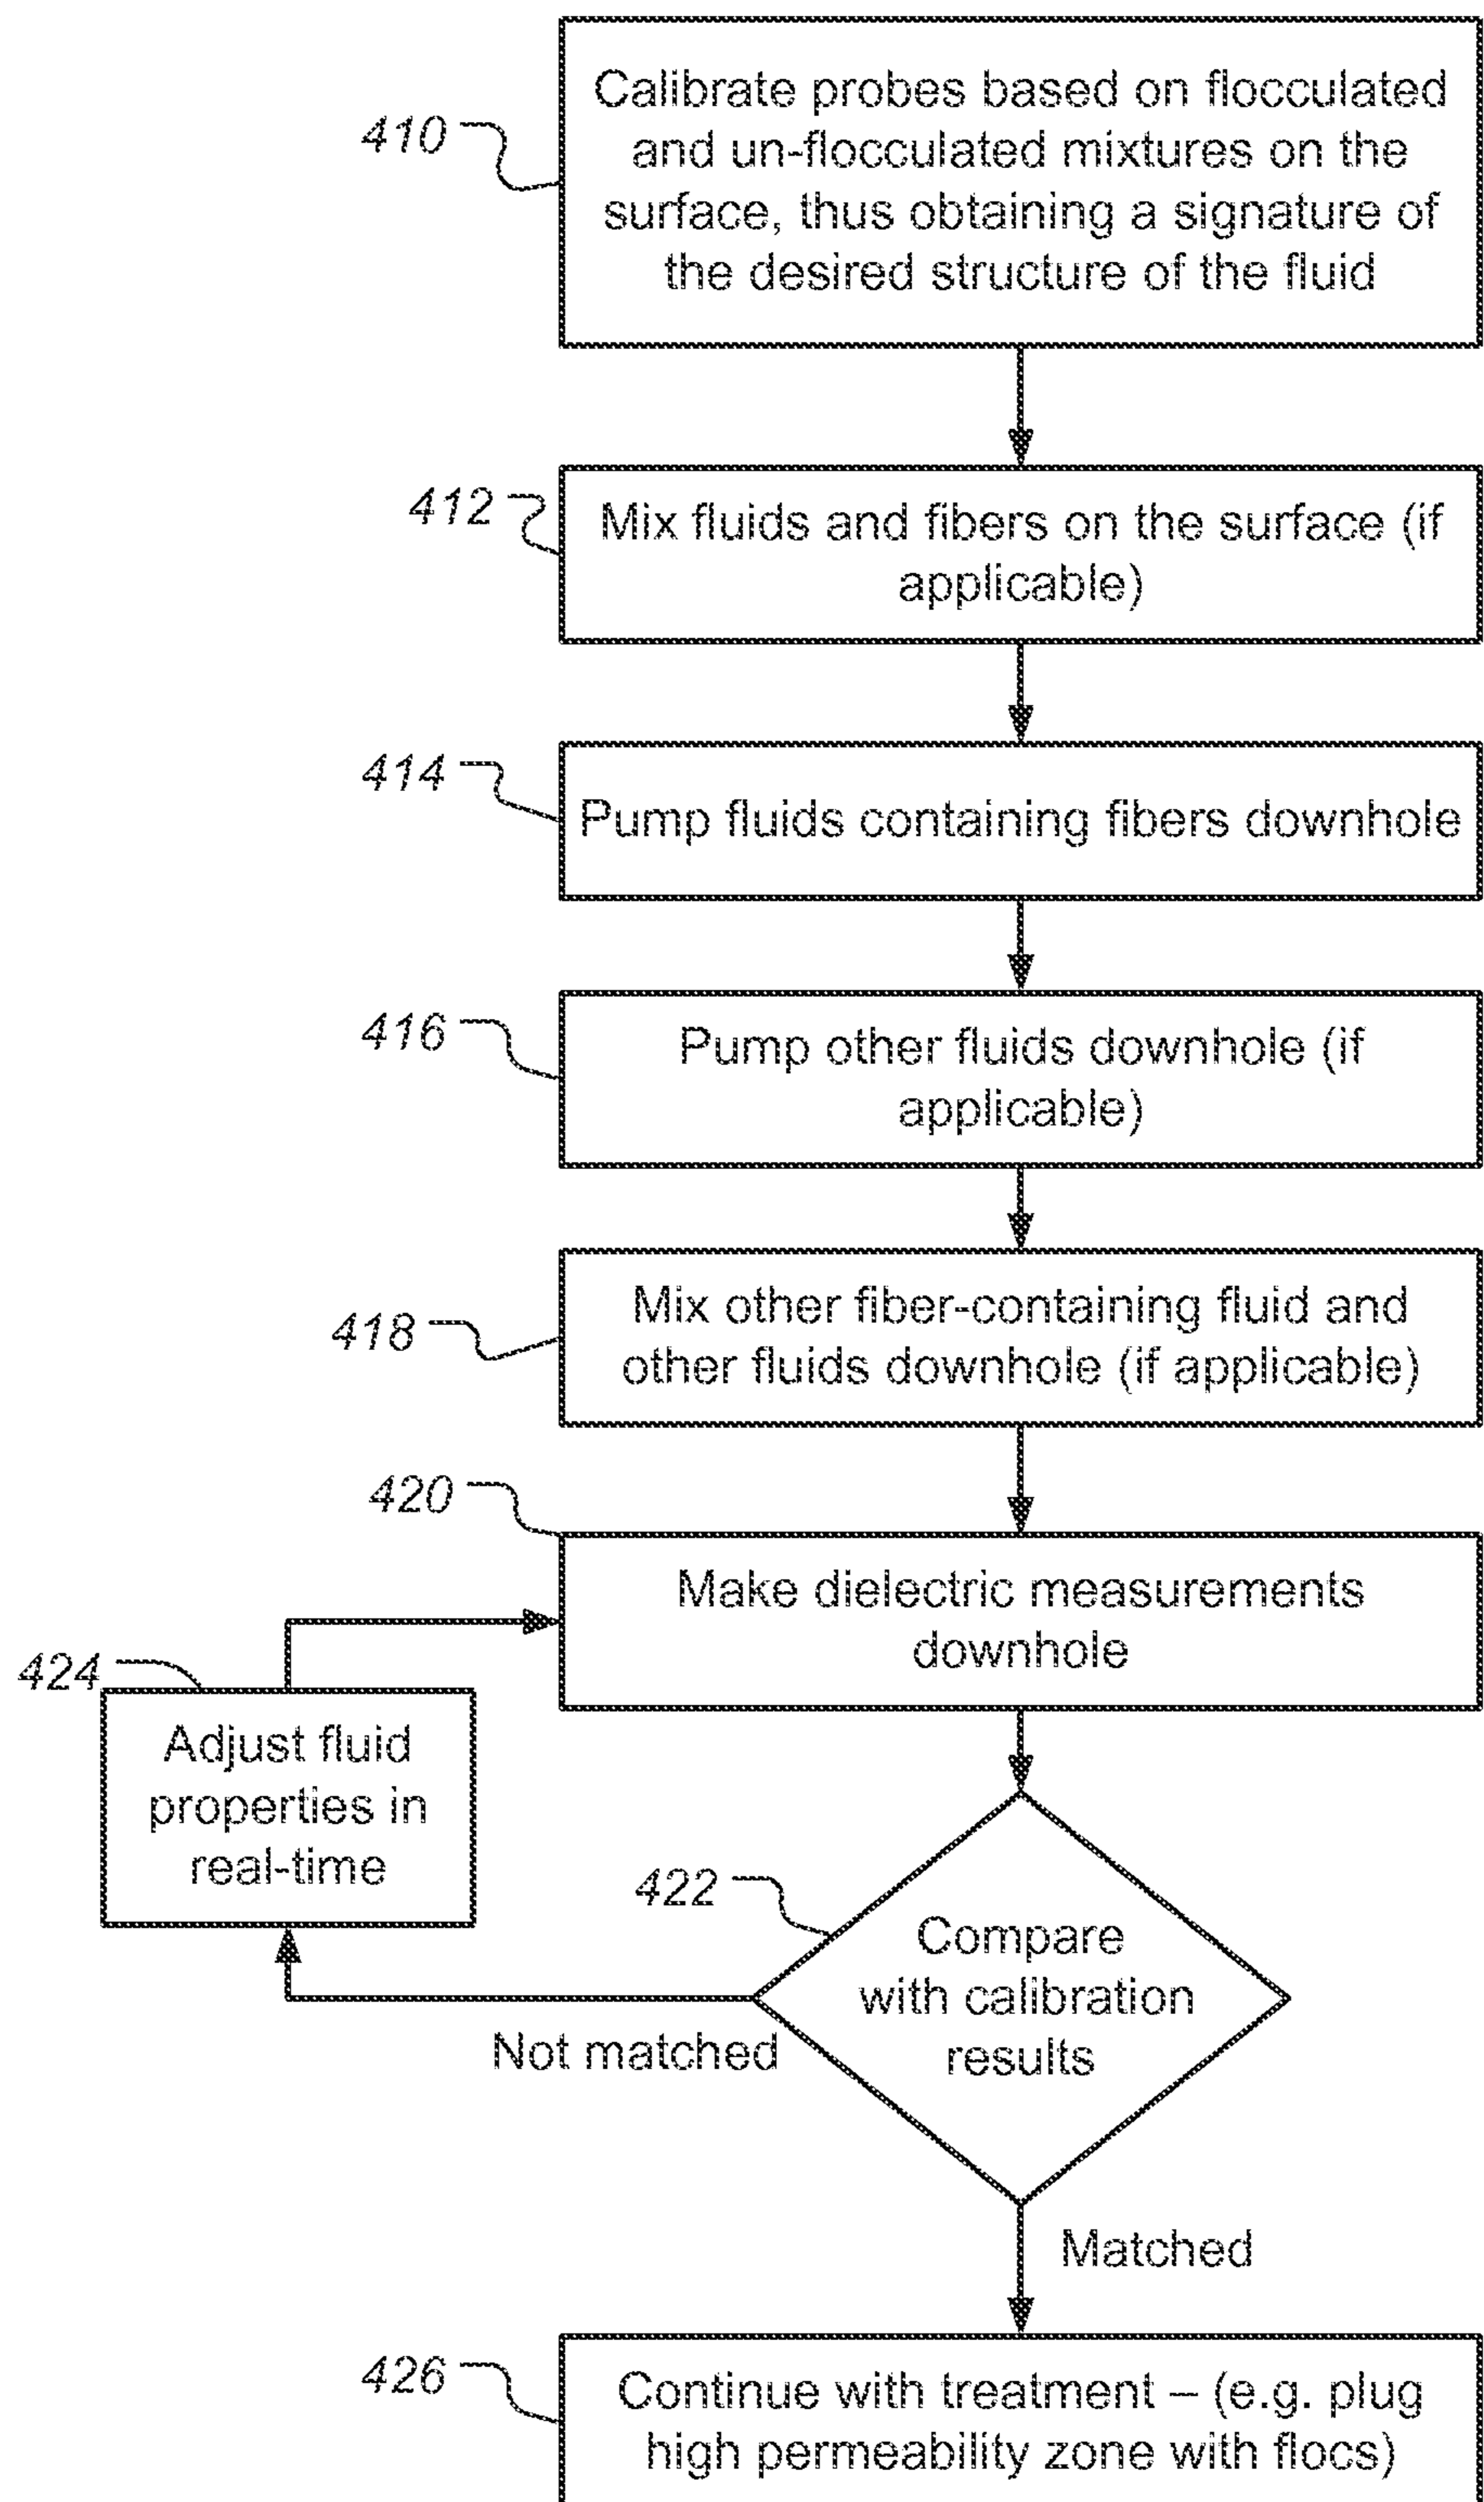 410
Calibrate probes based on flocculated
and un-flocculated mixtures on the
surface, thus obtaining a signature of
the desired structure of the fluid
412
Mix fluids and fibers on the surface (if
applicable)
414
Pump fluids containing fibers downhole
416
Pump other fluids downhole (if
applicable)
418
Mix other fiber-containing fluid and
other fluids downhole (if applicable)
420
Make dielectric measurements
downhole
424
Adjust fluid
properties in
real-time
422
Compare
with calibration
results
Not matched
Matched
426
Continue with treatment – (e.g. plug
high permeability zone with flocs)